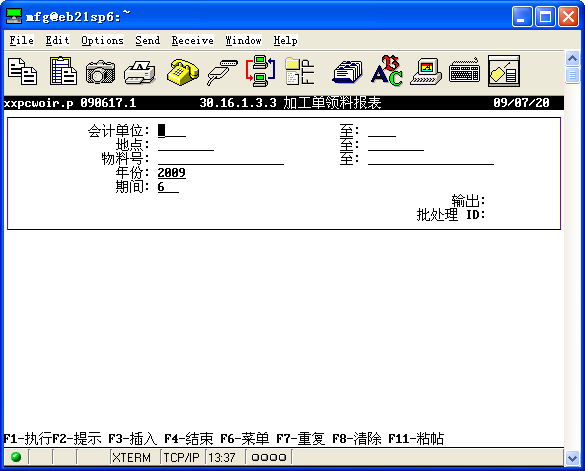 mfg@eb21sp6:~
File Edit Options Send Receive Window Help
xxpcwoir.p 090617.1 30.16.1.3.3 加工单领料报表 09/07/20
会计单位: 至:
地点: 至:
物料号: 至:
年份: 2009
期间: 6
输出:
批处理 ID:
F1-执行F2-提示 F3-插入 F4-结束 F6-菜单 F7-重复 F8-清除 F11-粘帖
XTERM TCP/IP 13:37